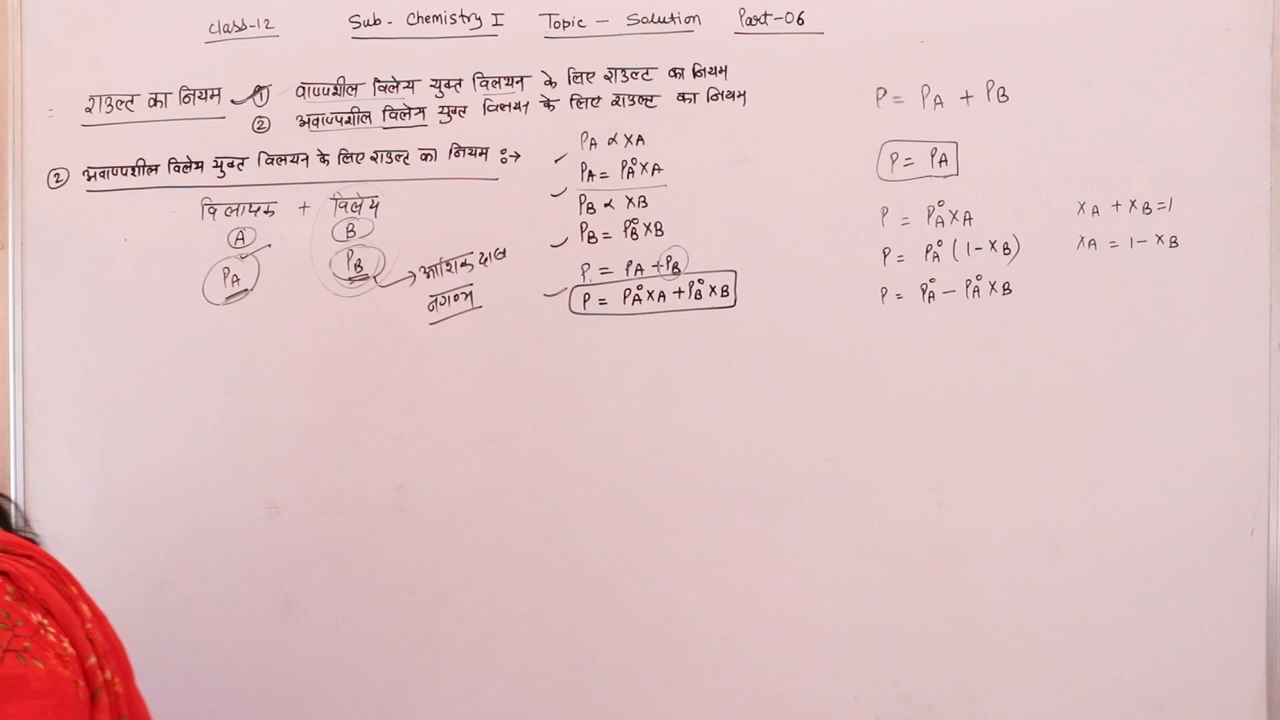 Class-12 Sub- Chemistry I Topic - Solution Part-06
राउल्ट का नियम ① वाष्पशील विलेय युक्त विलयन के लिए राउल्ट का नियम
② अवाष्पशील विलेय युक्त विलयन के लिए राउल्ट का नियम
② अवाष्पशील विलेय युक्त विलयन के लिए राउल्ट का नियम :→
विलायक + विलेय
A B
PA PB → आंशिक दाब
नगण्य
PA ∝ XA
PA = P°A XA
PB ∝ XB
PB = P°B XB
P = PA + PB
P = P°A XA + P°B XB
P = PA + PB
P = PA
P = P°A XA
P = P°A (1 - XB)
P = P°A - P°A XB
XA + XB = 1
XA = 1 - XB